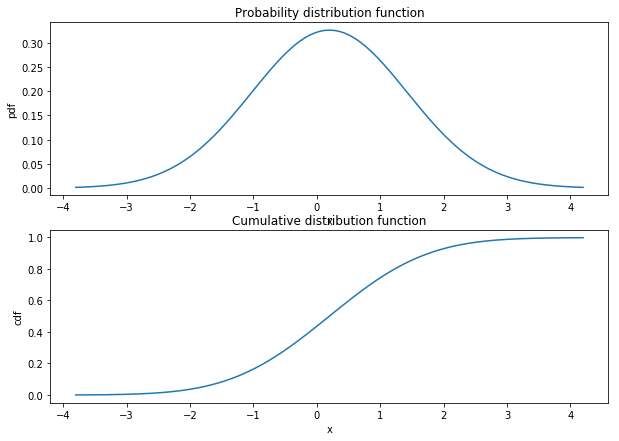 Probability distribution function
0.30
0.25
0.20
0.15
0.10
0.05
0.00
pdf
−4 −3 −2 −1 0 1 2 3 4
x
Cumulative distribution function
1.0
0.8
0.6
0.4
0.2
0.0
cdf
−4 −3 −2 −1 0 1 2 3 4
x